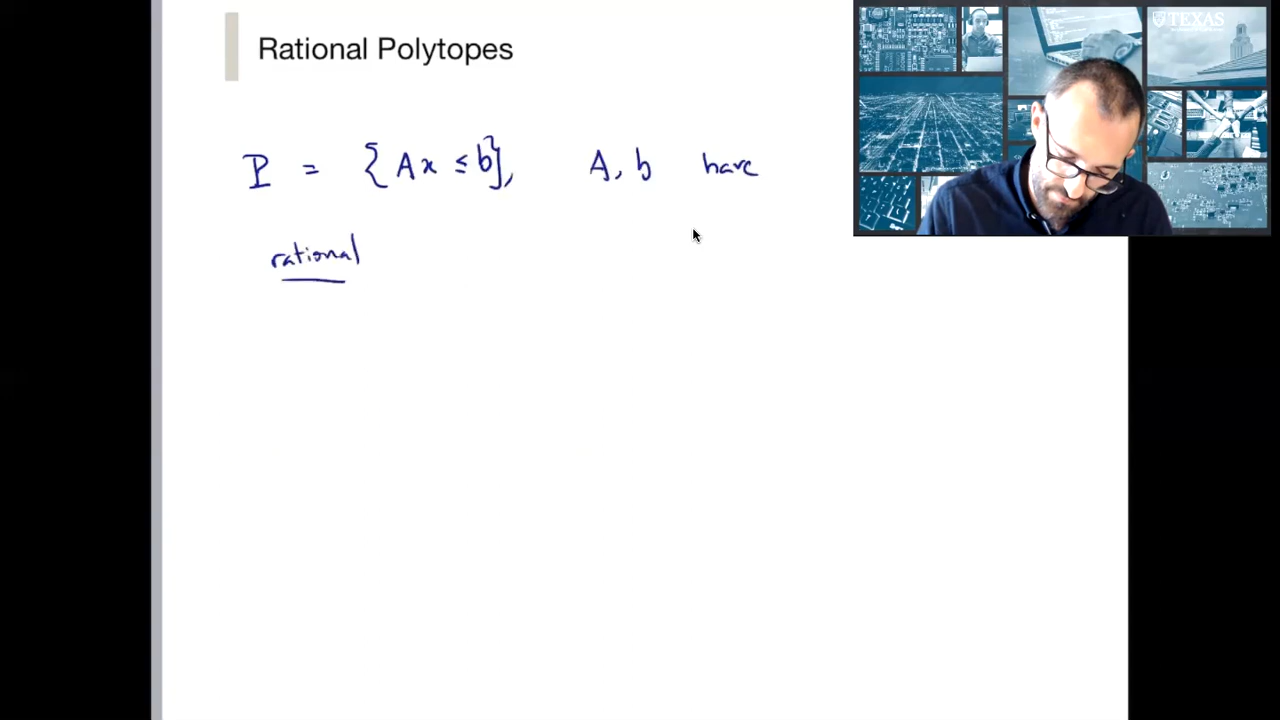 Rational Polytopes
TEXAS
P = {Ax ≤ b}, A, b have
rational